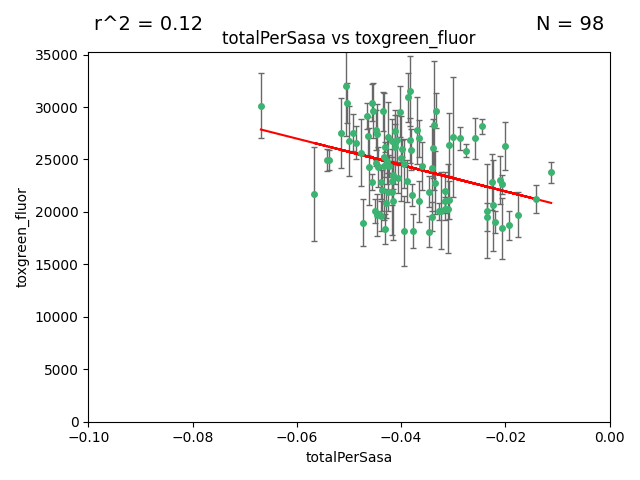 r^2 = 0.12
N = 98
totalPerSasa vs toxgreen_fluor
35000
30000
25000
20000
15000
10000
5000
0
toxgreen_fluor
−0.10
−0.08
−0.06
−0.04
−0.02
0.00
totalPerSasa